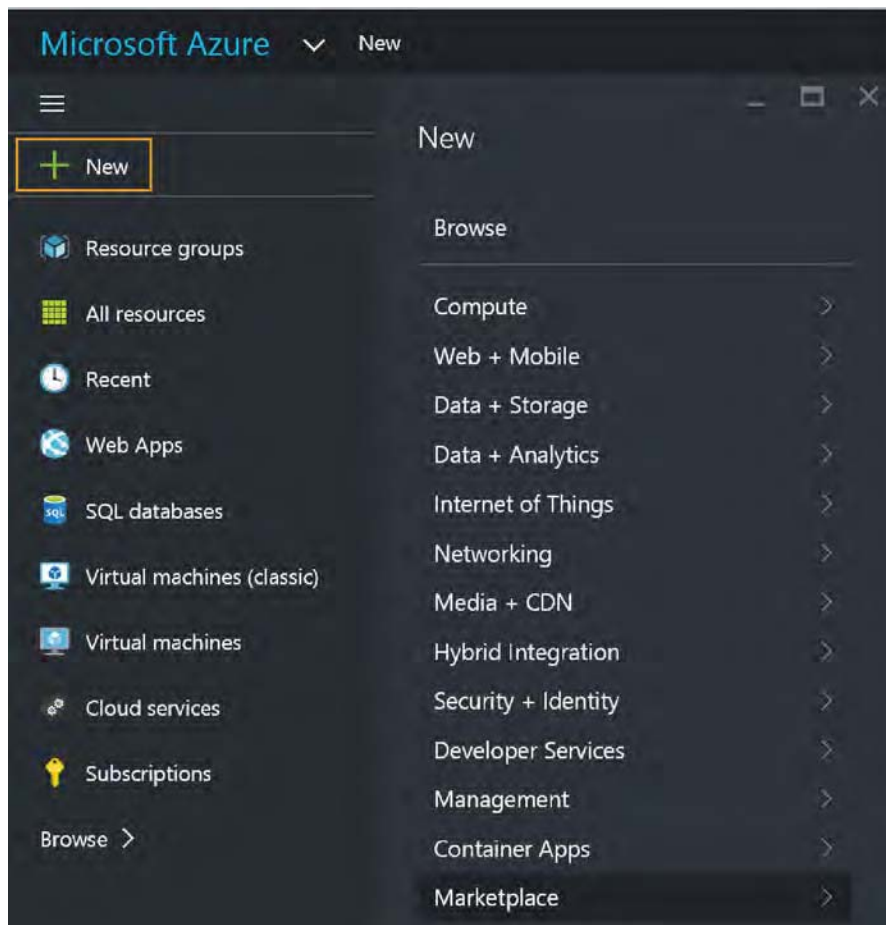 Microsoft Azure New
New
Resource groups
All resources
Recent
Web Apps
SQL
SQL databases
Virtual machines (classic)
Virtual machines
Cloud services
Subscriptions
Browse
New
Browse
Compute
Web + Mobile
Data + Storage
Data + Analytics
Internet of Things
Networking
Media + CDN
Hybrid Integration
Security + Identity
Developer Services
Management
Container Apps
Marketplace